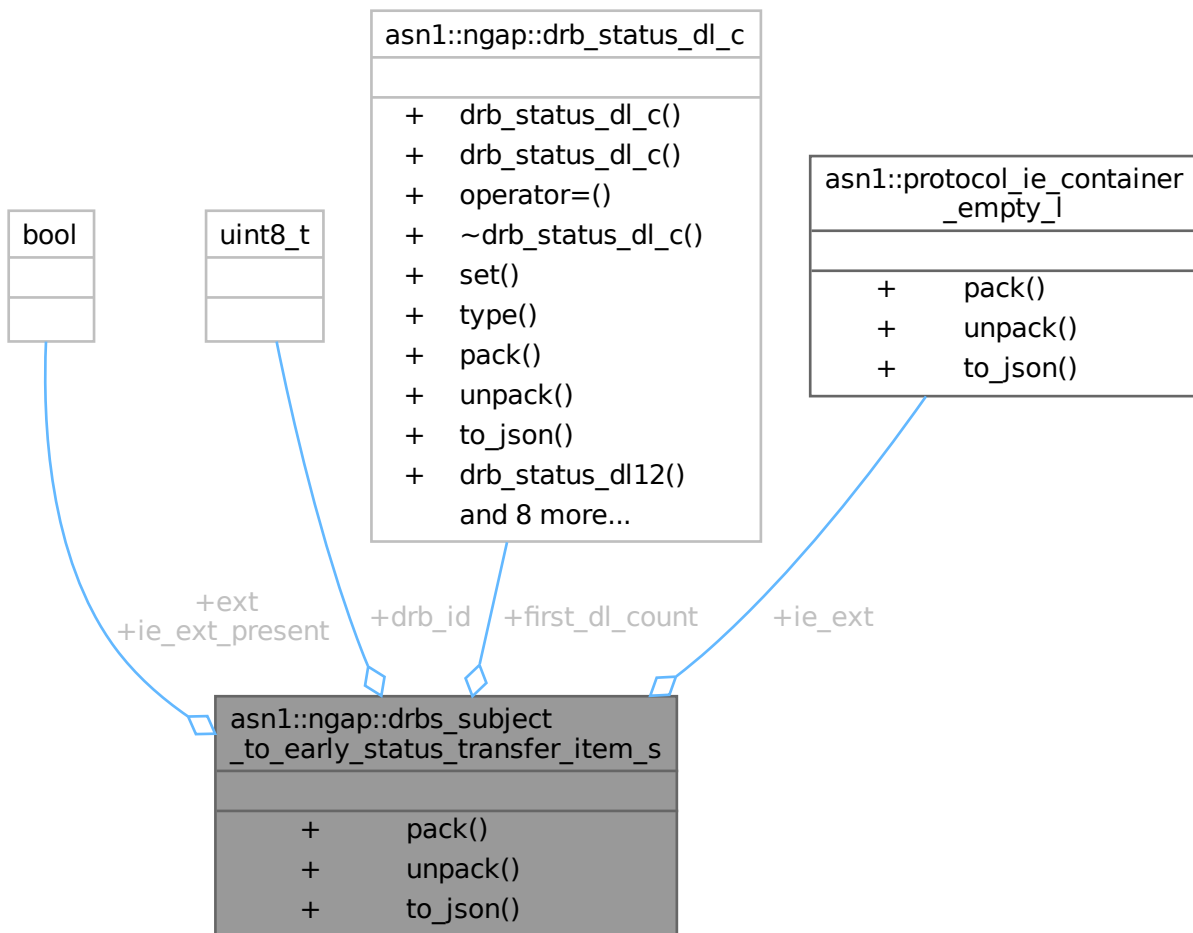 asn1::ngap::drb_status_dl_c
+ drb_status_dl_c()
+ drb_status_dl_c()
+ operator=()
+ ~drb_status_dl_c()
+ set()
+ type()
+ pack()
+ unpack()
+ to_json()
+ drb_status_dl12()
and 8 more...
asn1::protocol_ie_container
_empty_l
+ pack()
+ unpack()
+ to_json()
bool
uint8_t
+ext
+ie_ext_present
+drb_id
+first_dl_count
+ie_ext
asn1::ngap::drbs_subject
_to_early_status_transfer_item_s
+ pack()
+ unpack()
+ to_json()